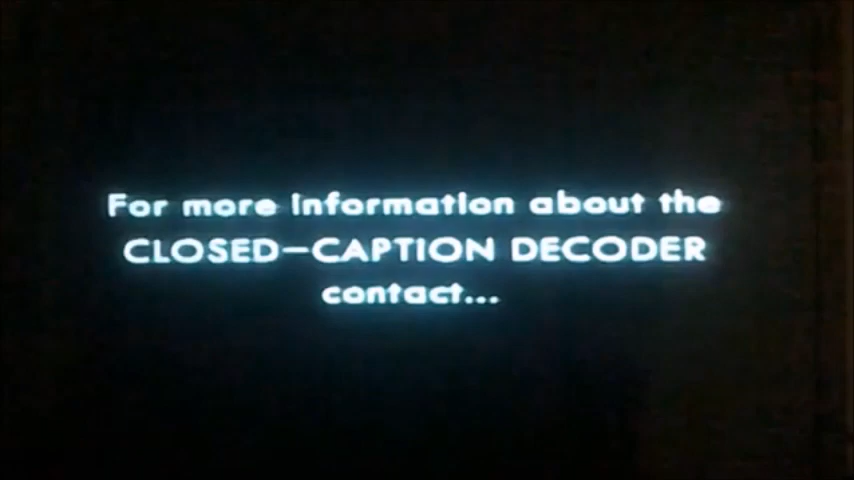 For more information about the
CLOSED-CAPTION DECODER
contact...